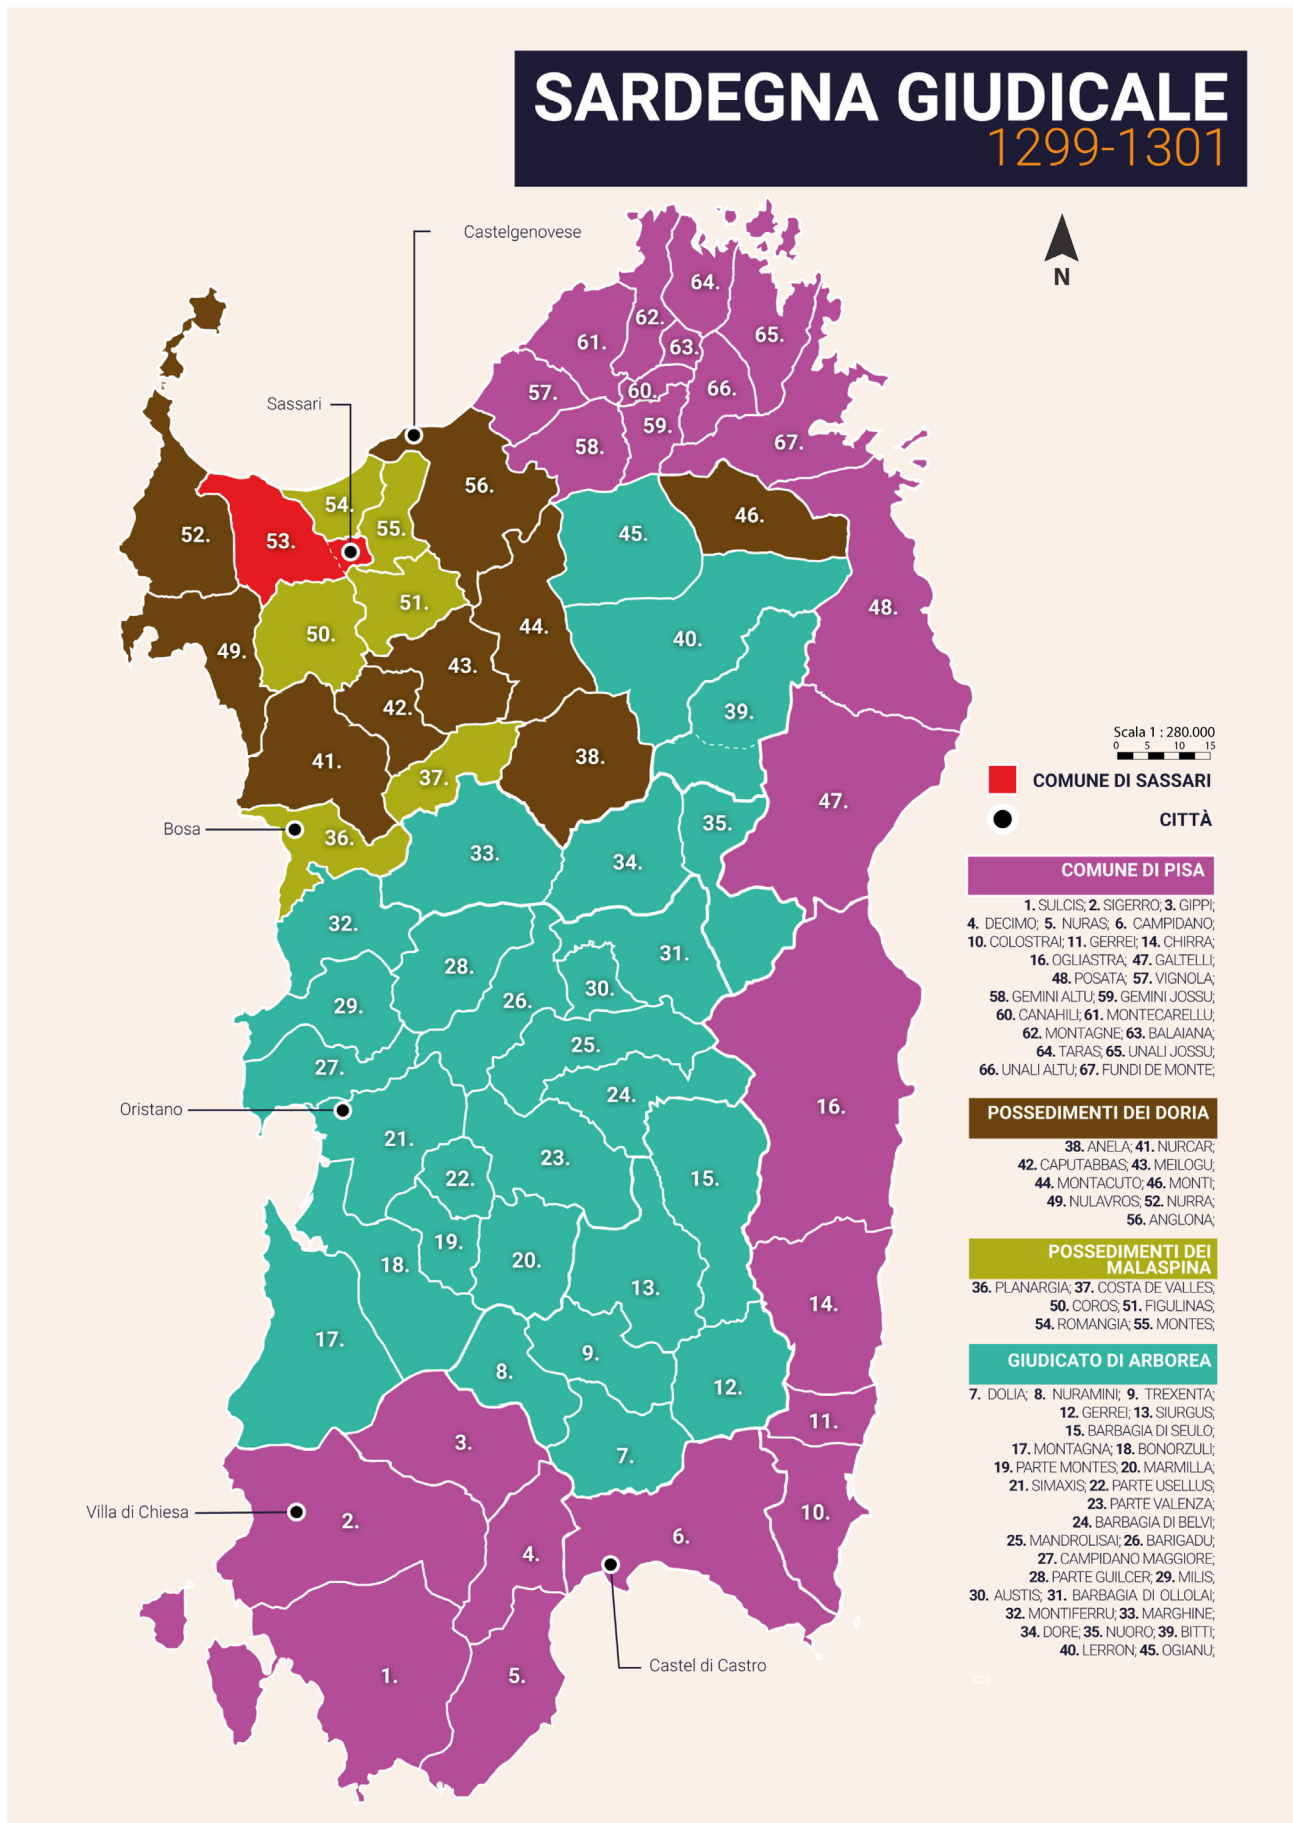 SARDEGNA GIUDICALE
1299-1301
N
Castelgenovese
Sassari
64.
62.
65.
61.
63.
66.
60.
57.
59.
67.
58.
56.
54.
46.
55.
45.
52.
53.
51.
48.
44.
50.
40.
49.
43.
42.
39.
38.
41.
37.
47.
35.
Bosa
36.
33.
34.
32.
31.
28.
30.
26.
29.
25.
27.
24.
16.
Oristano
21.
23.
22.
15.
19.
20.
18.
13.
14.
17.
9.
8.
12.
11.
3.
7.
Villa di Chiesa
2.
10.
6.
4.
Castel di Castro
1.
5.
Scala 1 : 280.000
0 5 10 15
COMUNE DI SASSARI
CITTÀ
COMUNE DI PISA
1. SULCIS; 2. SIGERRO; 3. GIPPI;
4. DECIMO; 5. NURAS; 6. CAMPIDANO;
10. COLOSTRAI; 11. GERREI; 14. CHIRRA;
16. OGLIASTRA; 47. GALTELLI;
48. POSATA; 57. VIGNOLA;
58. GEMINI ALTU; 59. GEMINI JOSSU;
60. CANAHILI; 61. MONTECARELLU;
62. MONTAGNE; 63. BALAIANA;
64. TARAS; 65. UNALI JOSSU;
66. UNALI ALTU; 67. FUNDI DE MONTE;
POSSEDIMENTI DEI DORIA
38. ANELA; 41. NURCAR;
42. CAPUTABBAS; 43. MEILOGU;
44. MONTACUTO; 46. MONTI;
49. NULAVROS; 52. NURRA;
56. ANGLONA;
POSSEDIMENTI DEI
MALASPINA
36. PLANARGIA; 37. COSTA DE VALLES;
50. COROS; 51. FIGULINAS;
54. ROMANGIA; 55. MONTES;
GIUDICATO DI ARBOREA
7. DOLIA; 8. NURAMINI; 9. TREXENTA;
12. GERREI; 13. SIURGUS;
15. BARBAGIA DI SEULO;
17. MONTAGNA; 18. BONORZULI;
19. PARTE MONTES; 20. MARMILLA;
21. SIMAXIS; 22. PARTE USELLUS;
23. PARTE VALENZA;
24. BARBAGIA DI BELVI;
25. MANDROLISAI; 26. BARIGADU;
27. CAMPIDANO MAGGIORE;
28. PARTE GUILCER; 29. MILIS;
30. AUSTIS; 31. BARBAGIA DI OLLOLAI;
32. MONTIFERRU; 33. MARGHINE;
34. DORE; 35. NUORO; 39. BITTI;
40. LERRON; 45. OGIANU;